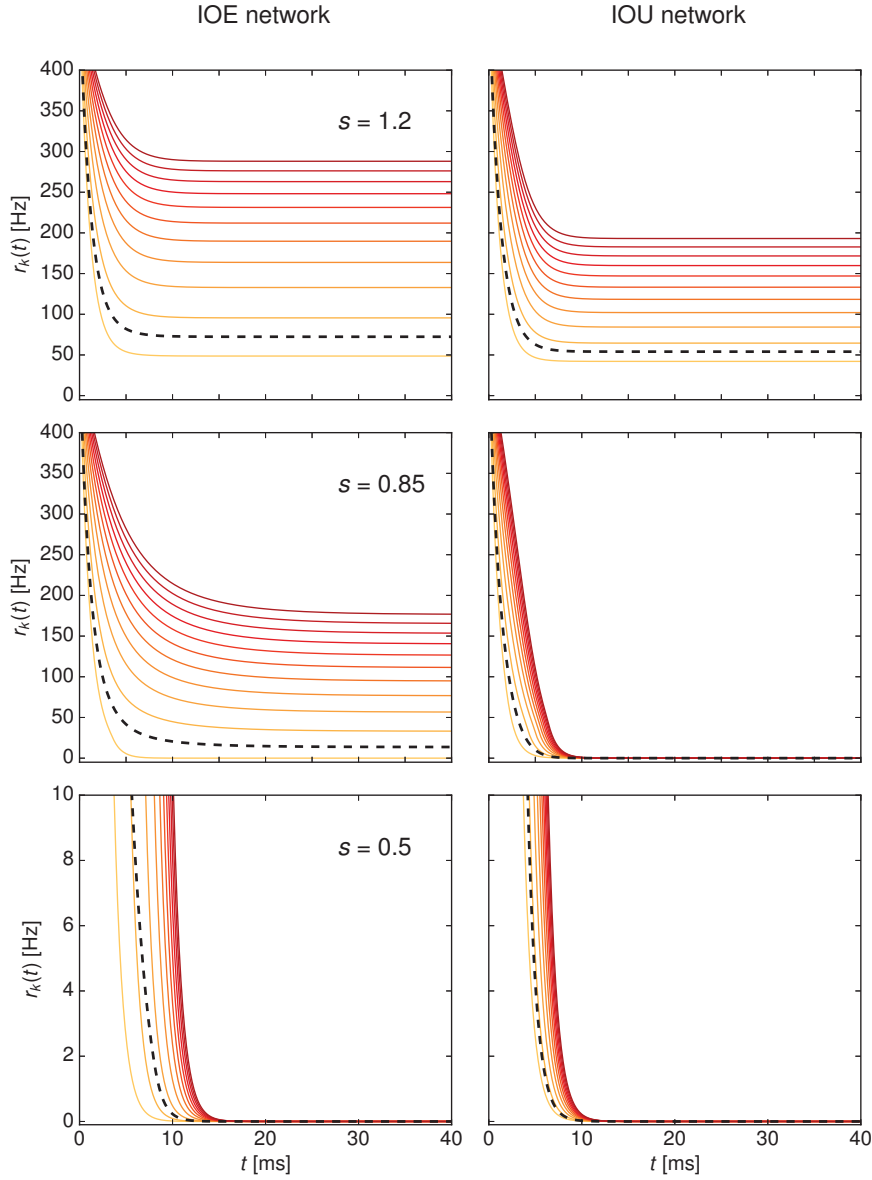 IOE network
IOU network
400
350
300
250
200
150
100
50
0
r_k(t) [Hz]
s = 1.2
400
350
300
250
200
150
100
50
0
r_k(t) [Hz]
s = 0.85
10
8
6
4
2
0
r_k(t) [Hz]
s = 0.5
0 10 20 30 40
0 10 20 30 40
t [ms]
t [ms]